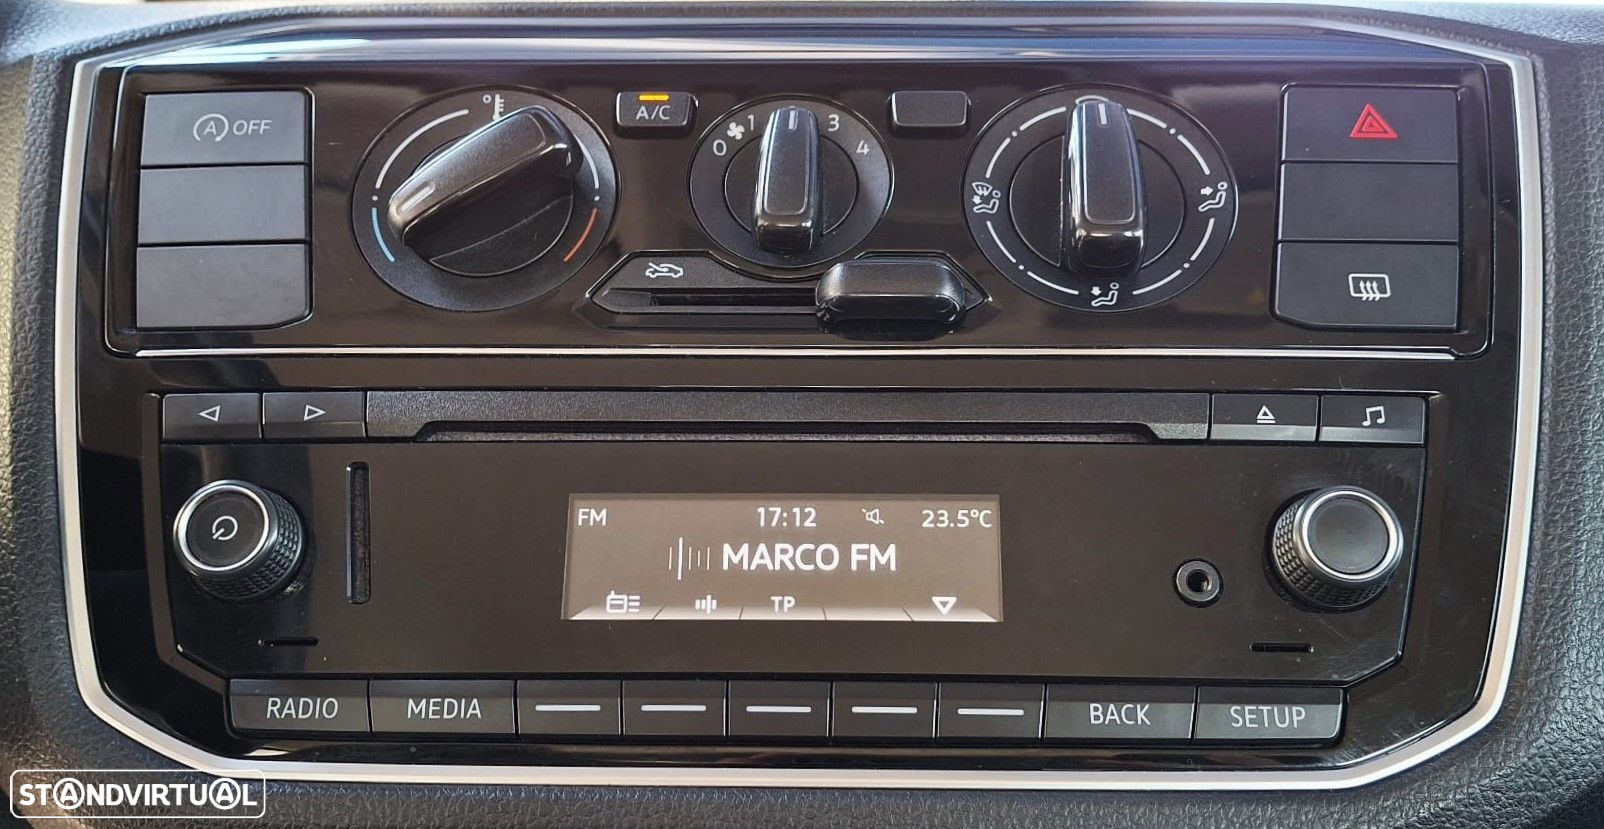 A OFF
A/C
0 1 3 4
FM 17:12 23.5°C
MARCO FM
TP
RADIO MEDIA BACK SETUP
STANDVIRTUAL